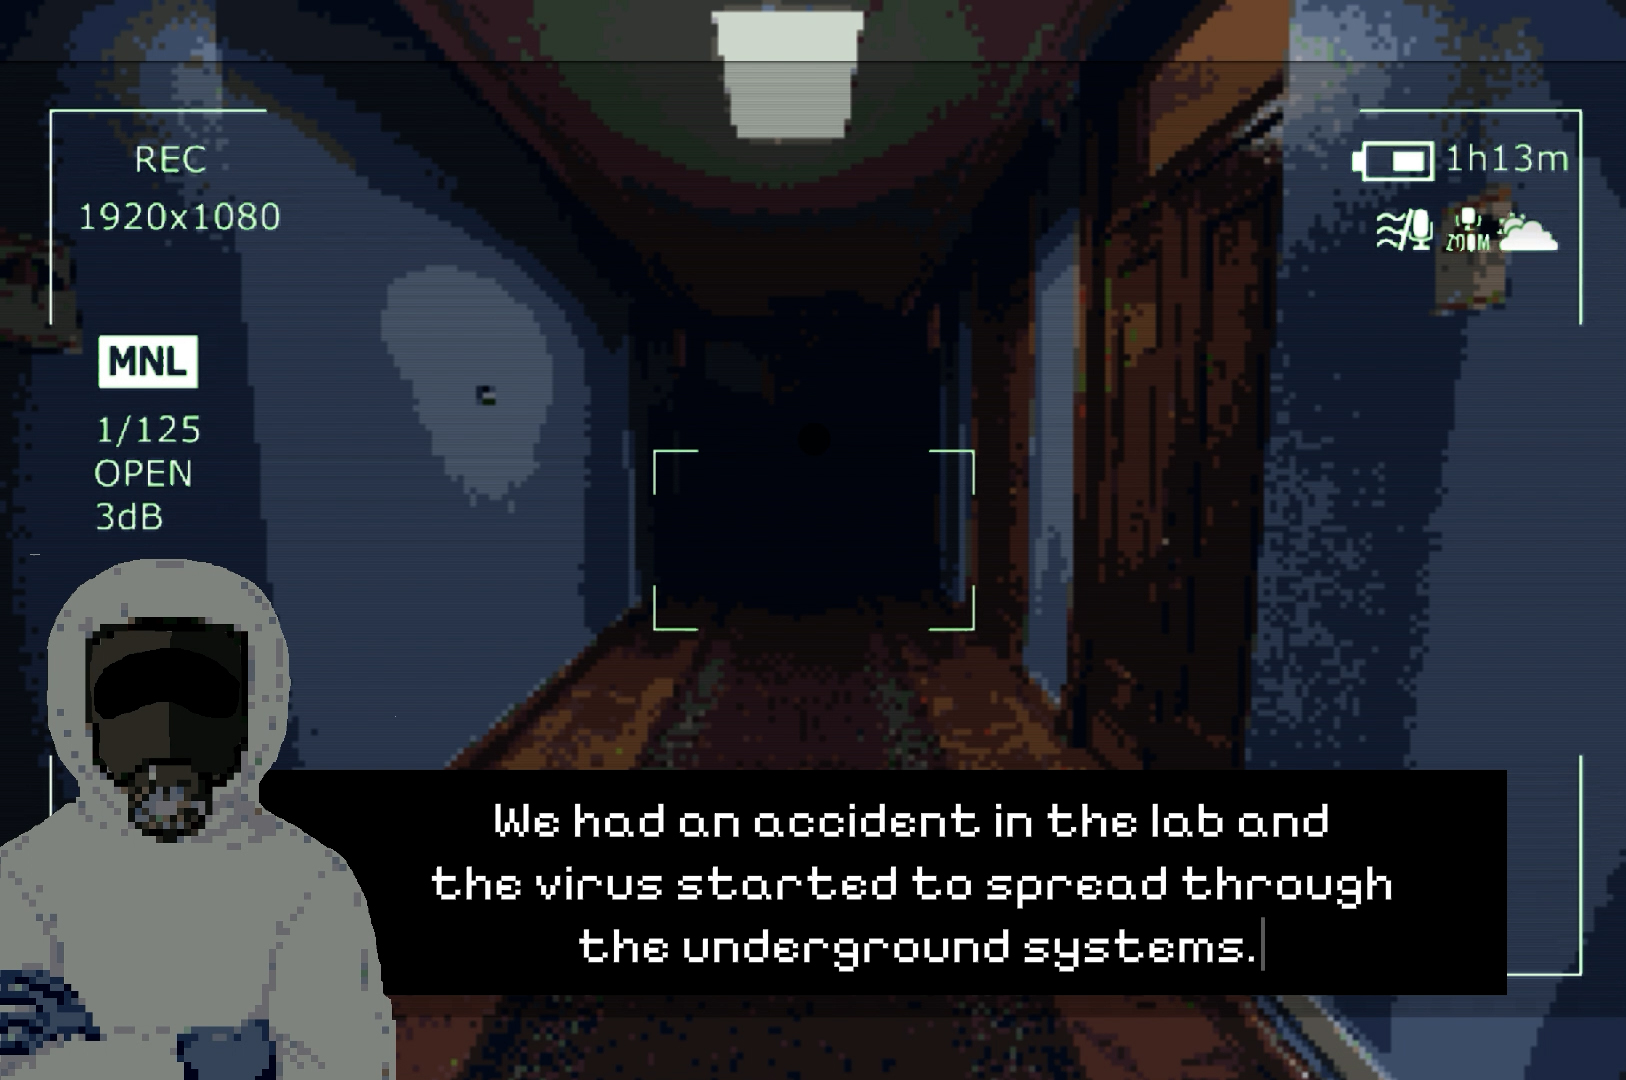 REC
1920x1080
1h13m
ZOOM
MNL
1/125
OPEN
3dB
We had an accident in the lab and
the virus started to spread through
the underground systems.